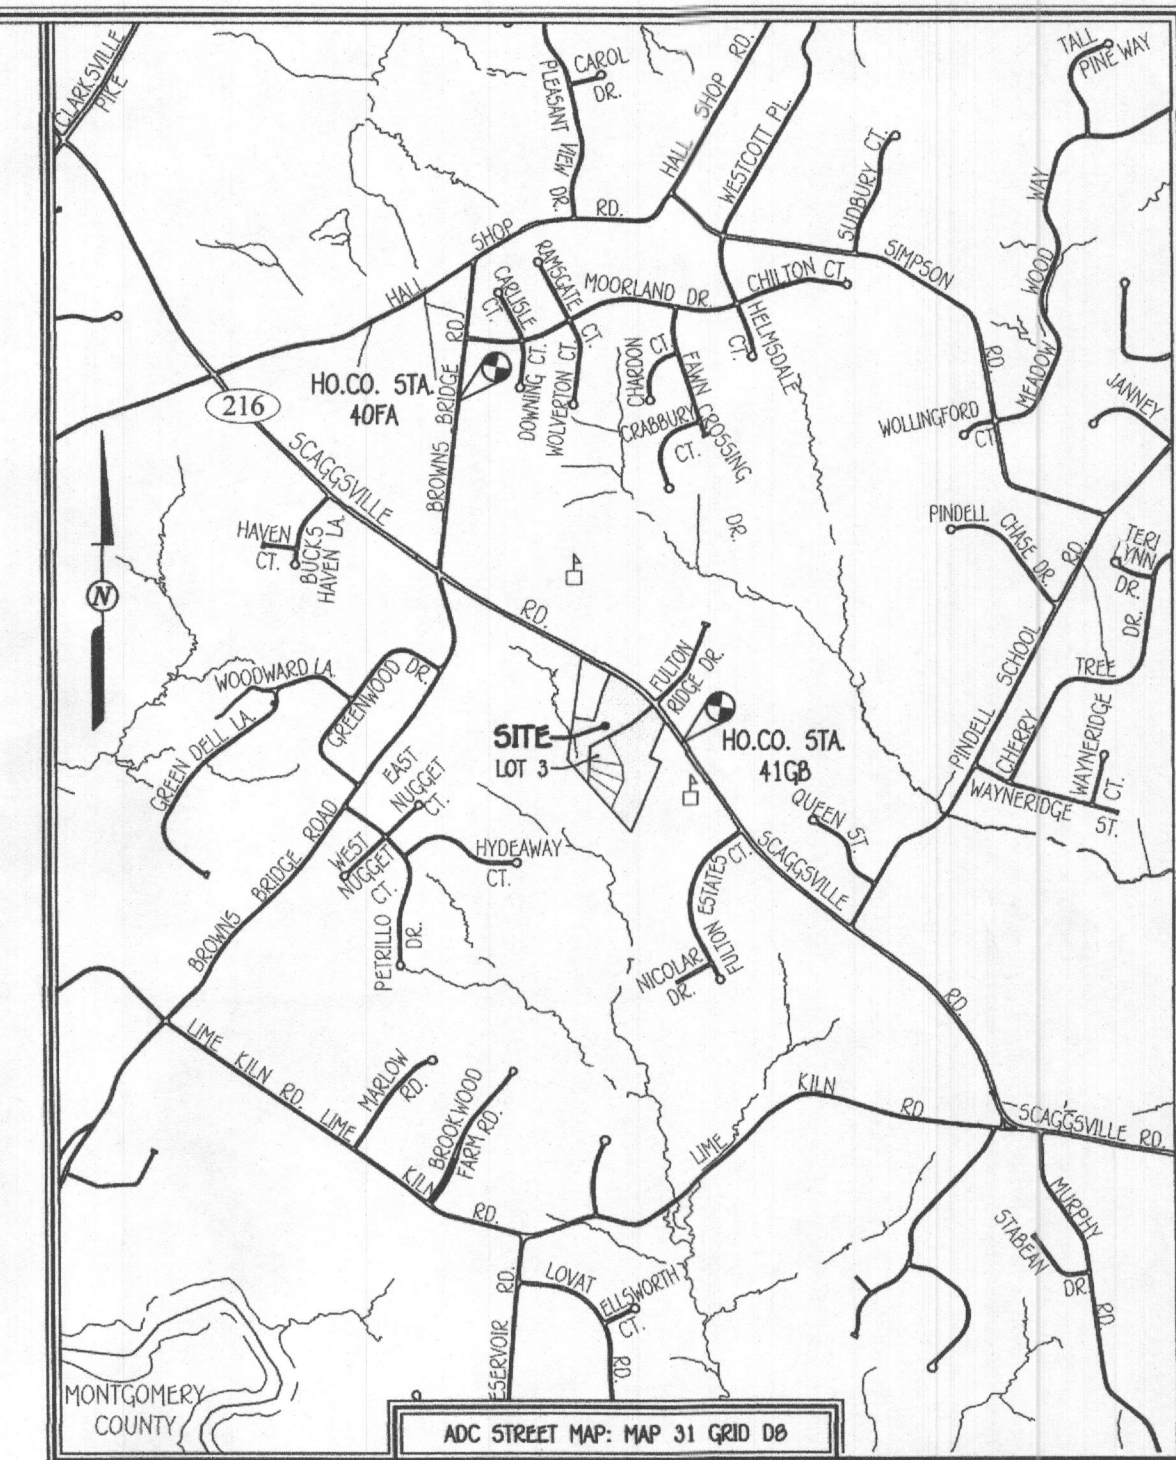 CLARKSVILLE
PIKE
PLEASANT VIEW DR.
CAROL
DR.
HALL SHOP RD.
WESTCOTT PL.
TALL
PINE WAY
SUDBURY CT.
HALL SHOP RD.
SIMPSON RD.
MEADOW WOOD WAY
CARLISLE
CT.
RAMSGATE
CT.
MOORLAND DR.
CHILTON CT.
HELMSDALE
CT.
216
HO.CO. STA.
40FA
BROWNS BRIDGE RD.
DOWNING CT.
WOLVERTON CT.
CHARDON
CT.
CRABBURY
CT.
FAWN CROSSING
DR.
WOLLINGFORD
CT.
JANNEY
SCAGGSVILLE RD.
HAVEN
CT.
BUCKS
HAVEN LA.
PINDELL CHASE DR.
TERI
LYNN
DR.
N
WOODWARD LA.
GREENWOOD DR.
GREEN DELL LA.
FULTON
RIDGE DR.
SITE
LOT 3
HO.CO. STA.
41GB
PINDELL SCHOOL RD.
CHERRY TREE DR.
WAYNERIDGE
CT.
WAYNERIDGE ST.
EAST
NUGGET
CT.
WEST
NUGGET
CT.
HYDEAWAY
CT.
PETRILLO
DR.
BROWNS BRIDGE ROAD
QUEEN ST.
SCAGGSVILLE RD.
FULTON ESTATES CT.
NICOLAR
DR.
LIME KILN RD.
MARLOW
RD.
BROOKWOOD
FARM RD.
LIME KILN RD.
LIME KILN RD.
SCAGGSVILLE RD.
MURPHY RD.
STABEAN
DR.
ESERVOIR RD.
LOVAT RD.
ELLSWORTH
CT.
MONTGOMERY
COUNTY
ADC STREET MAP: MAP 31 GRID D8